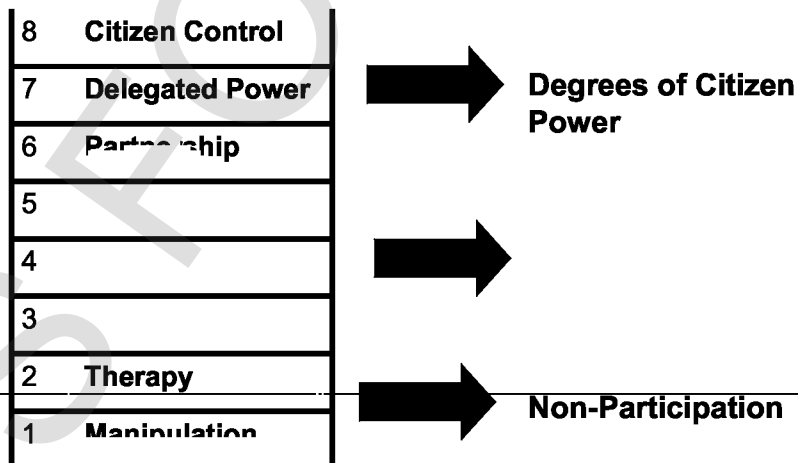 8 Citizen Control
7 Delegated Power
6 Partnership
5
4
3
2 Therapy
1 Manipulation
Degrees of Citizen
Power
Non-Participation